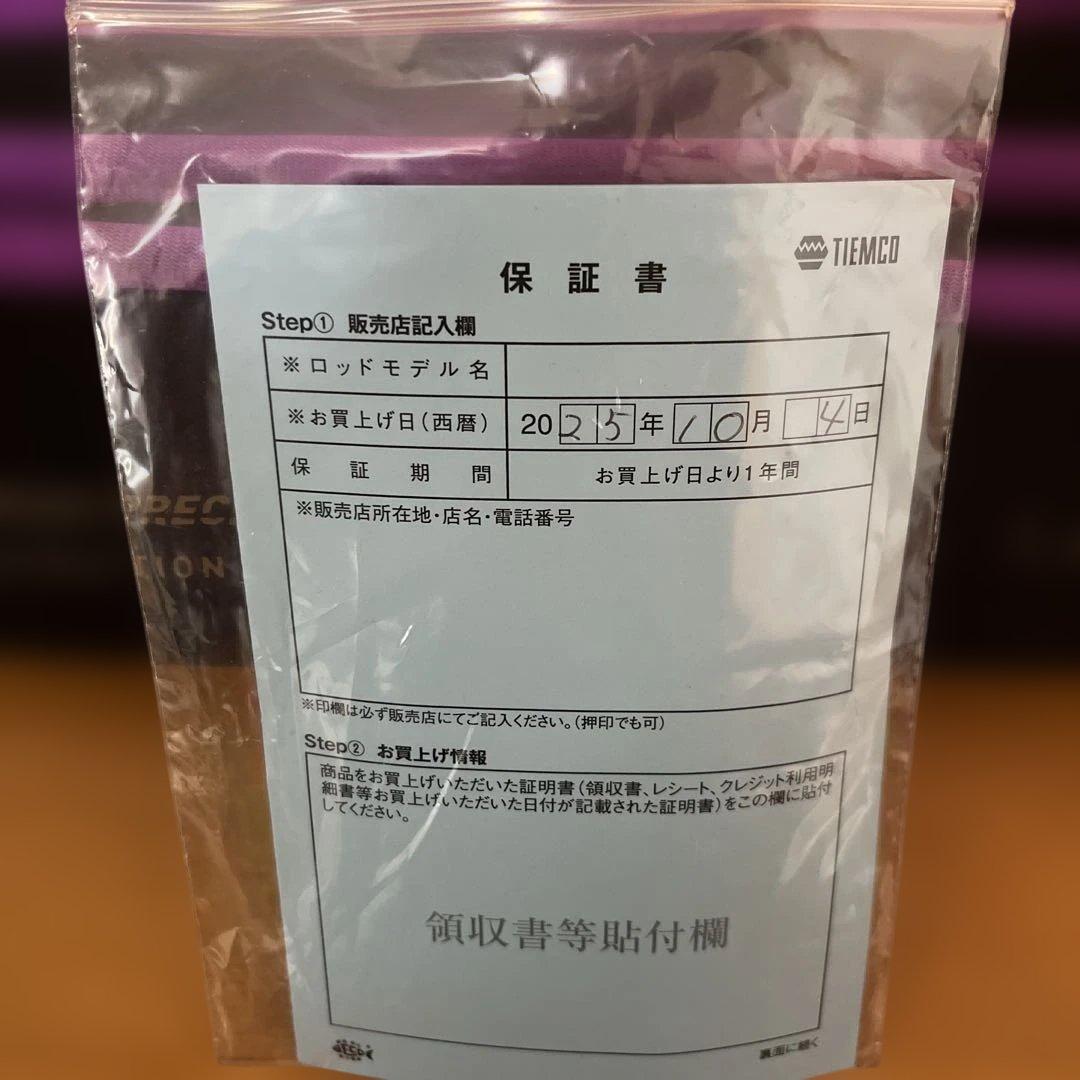 TIEMCO
保証書
Step① 販売店記入欄
※ロッドモデル名
※お買上げ日(西暦) 2025年10月4日
保証期間 お買上げ日より1年間
※販売店所在地・店名・電話番号
※印欄は必ず販売店にてご記入ください。(押印でも可)
Step② お買上げ情報
商品をお買上げいただいた証明書(領収書、レシート、クレジット利用明
細書等お買上げいただいた日付が記載された証明書)をこの欄に貼付
してください。
領収書等貼付欄
裏面に続く
TION